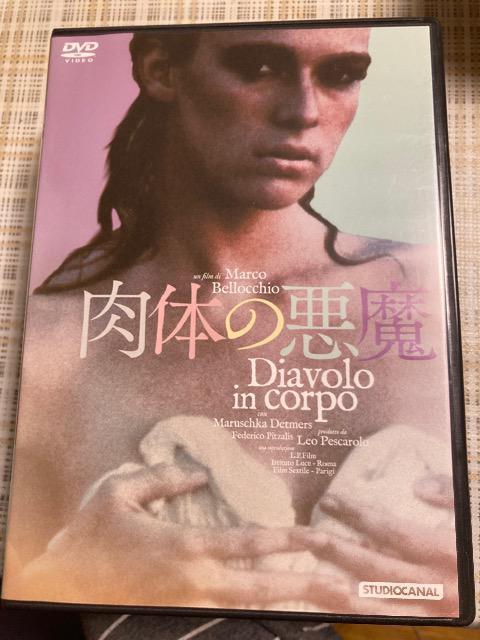 DVD
VIDEO
un film di Marco
Bellocchio
肉体の悪魔
Diavolo
in corpo
con
Maruschka Detmers
Federico Pitzalis
prodotto da
Leo Pescarolo
una coproduzione
L.P.Film
Istituto Luce - Roma
Film Sextile - Parigi
STUDIOCANAL